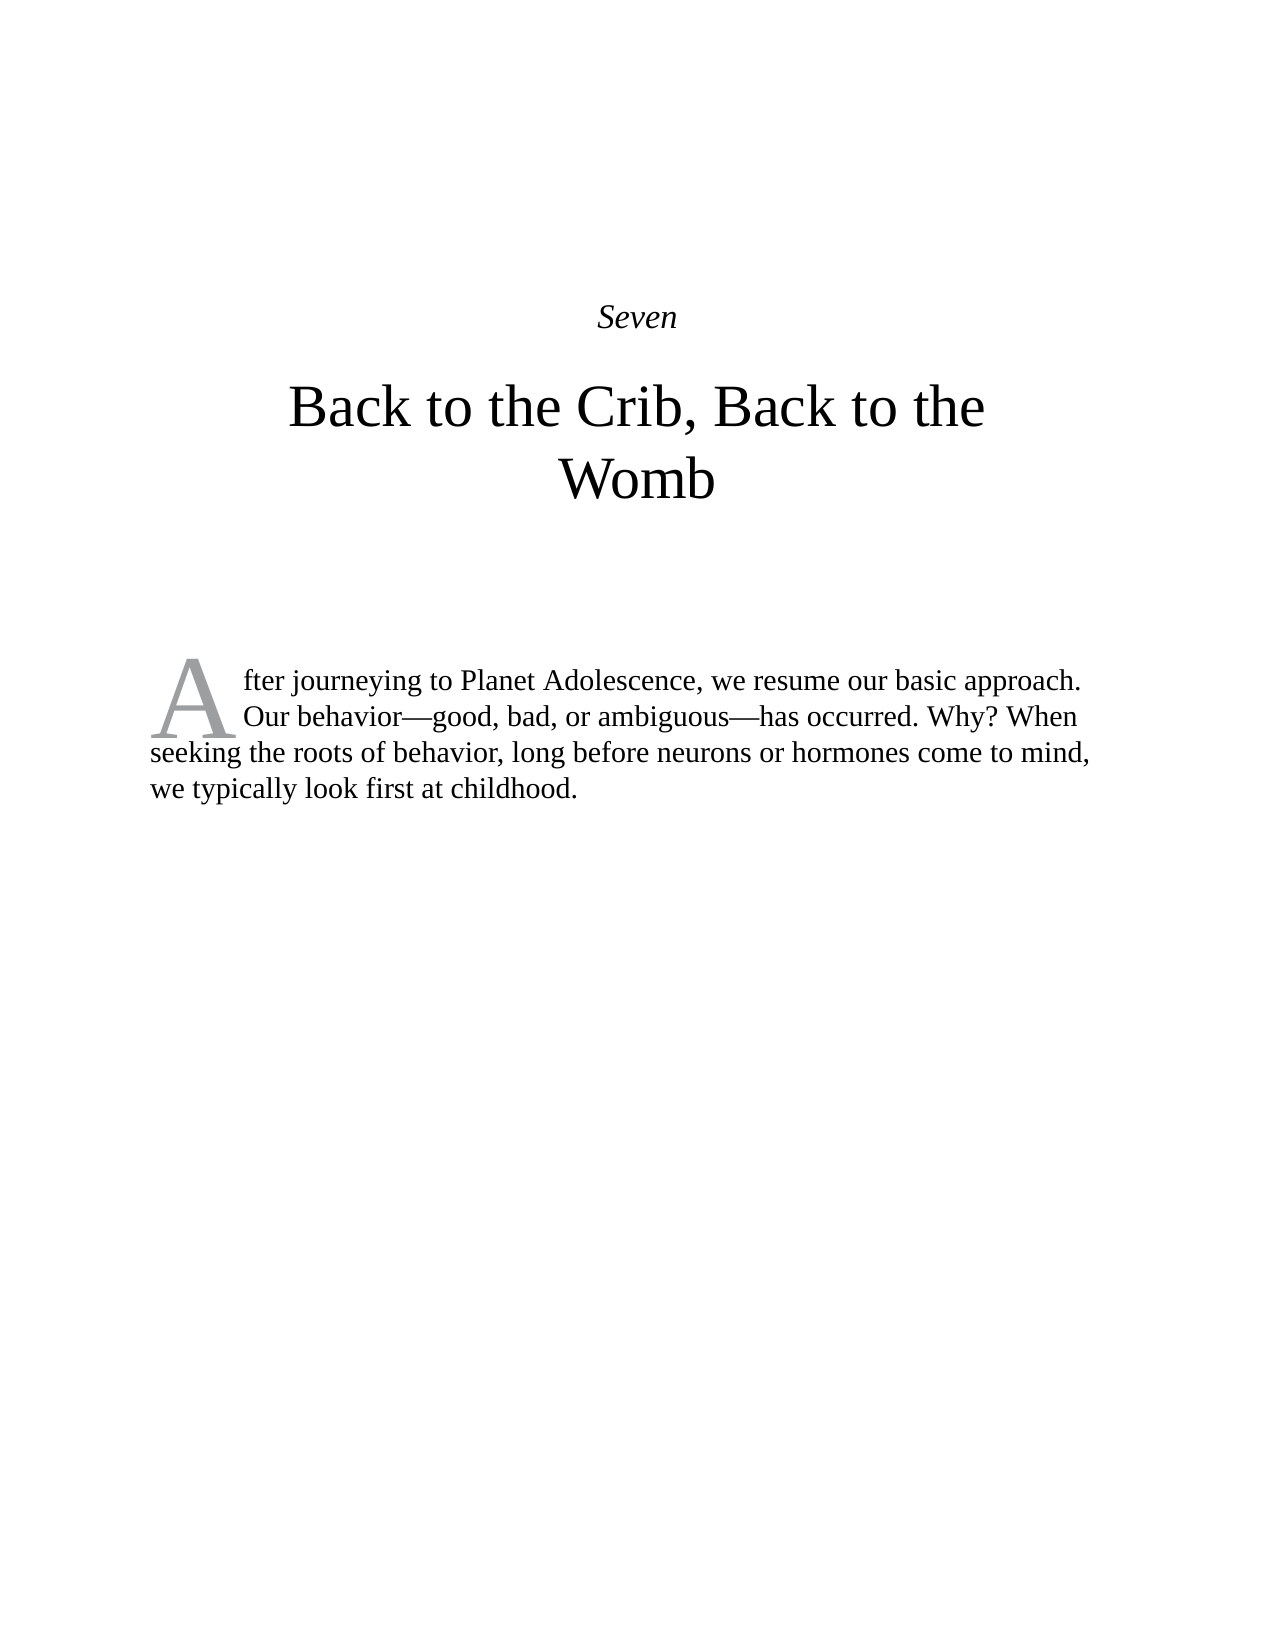 Seven
Back to the Crib, Back to the
Womb
After journeying to Planet Adolescence, we resume our basic approach.
Our behavior—good, bad, or ambiguous—has occurred. Why? When
seeking the roots of behavior, long before neurons or hormones come to mind,
we typically look first at childhood.